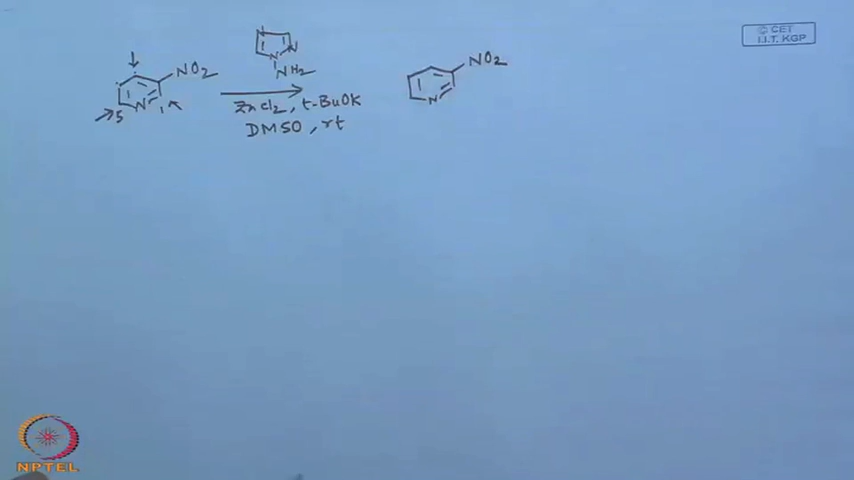 © CET
I.I.T. KGP
N
N
N
NH2
NO2
N
5
1
ZnCl2, t-BuOK
DMSO, rt
NO2
N
NPTEL